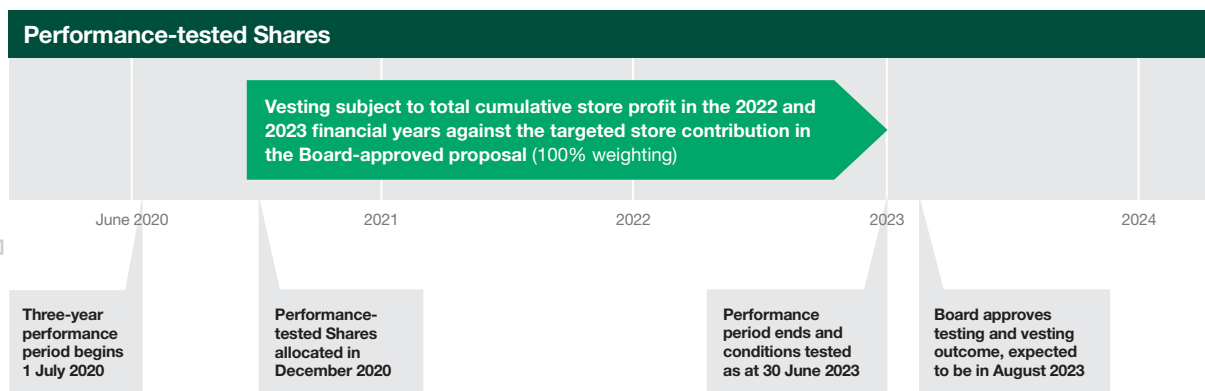 Performance-tested Shares
Vesting subject to total cumulative store profit in the 2022 and
2023 financial years against the targeted store contribution in
the Board-approved proposal (100% weighting)
June 2020
2021
2022
2023
2024
Three-year
performance
period begins
1 July 2020
Performance-
tested Shares
allocated in
December 2020
Performance
period ends and
conditions tested
as at 30 June 2023
Board approves
testing and vesting
outcome, expected
to be in August 2023